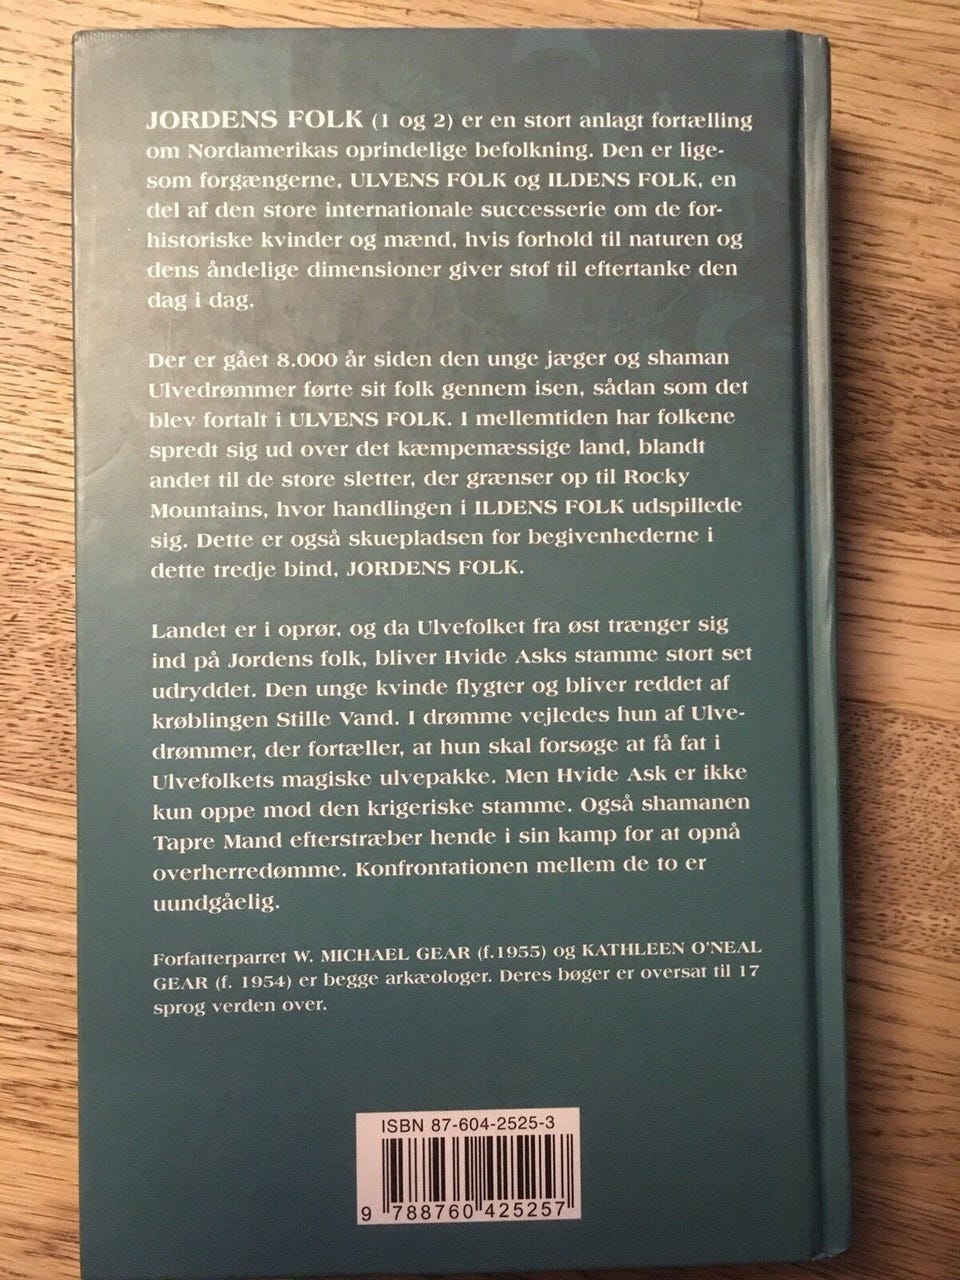 JORDENS FOLK (1 og 2) er en stort anlagt fortælling
om Nordamerikas oprindelige befolkning. Den er lige-
som forgængerne, ULVENS FOLK og ILDENS FOLK, en
del af den store internationale successerie om de for-
historiske kvinder og mænd, hvis forhold til naturen og
dens åndelige dimensioner giver stof til eftertanke den
dag i dag.
Der er gået 8.000 år siden den unge jæger og shaman
Ulvedrømmer førte sit folk gennem isen, sådan som det
blev fortalt i ULVENS FOLK. I mellemtiden har folkene
spredt sig ud over det kæmpemæssige land, blandt
andet til de store sletter, der grænser op til Rocky
Mountains, hvor handlingen i ILDENS FOLK udspillede
sig. Dette er også skuepladsen for begivenhederne i
dette tredje bind, JORDENS FOLK.
Landet er i oprør, og da Ulvefolket fra øst trænger sig
ind på Jordens folk, bliver Hvide Asks stamme stort set
udryddet. Den unge kvinde flygter og bliver reddet af
krøblingen Stille Vand. I drømme vejledes hun af Ulve-
drømmer, der fortæller, at hun skal forsøge at få fat i
Ulvefolkets magiske ulvepakke. Men Hvide Ask er ikke
kun oppe mod den krigeriske stamme. Også shamanen
Tapre Mand efterstræber hende i sin kamp for at opnå
overherredømme. Konfrontationen mellem de to er
uundgåelig.
Forfatterparret W. MICHAEL GEAR (f.1955) og KATHLEEN O'NEAL
GEAR (f. 1954) er begge arkæologer. Deres bøger er oversat til 17
sprog verden over.
ISBN 87-604-2525-3
9 788760 425257